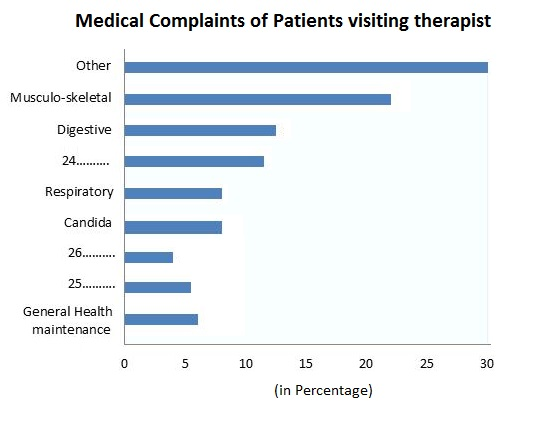 Medical Complaints of Patients visiting therapist
Other
Musculo-skeletal
Digestive
24..........
Respiratory
Candida
26..........
25..........
General Health
maintenance
0 5 10 15 20 25 30
(in Percentage)